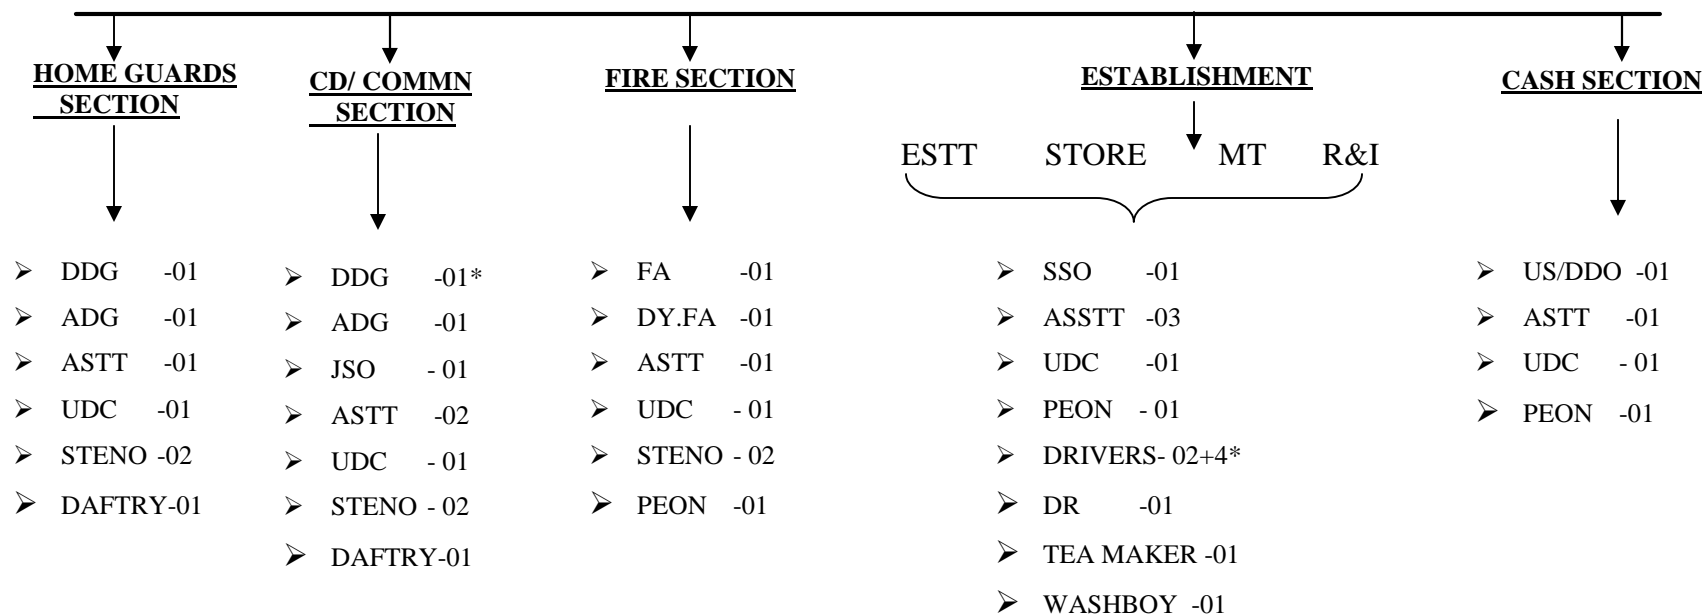 HOME GUARDS
SECTION
DDG -01
ADG -01
ASTT -01
UDC -01
STENO -02
DAFTRY-01
CD/ COMMN
SECTION
DDG -01*
ADG -01
JSO - 01
ASTT -02
UDC - 01
STENO - 02
DAFTRY-01
FIRE SECTION
FA -01
DY.FA -01
ASTT -01
UDC - 01
STENO - 02
PEON -01
ESTABLISHMENT
ESTT STORE MT R&I
SSO -01
ASSTT -03
UDC -01
PEON - 01
DRIVERS- 02+4*
DR -01
TEA MAKER -01
WASHBOY -01
CASH SECTION
US/DDO -01
ASTT -01
UDC - 01
PEON -01